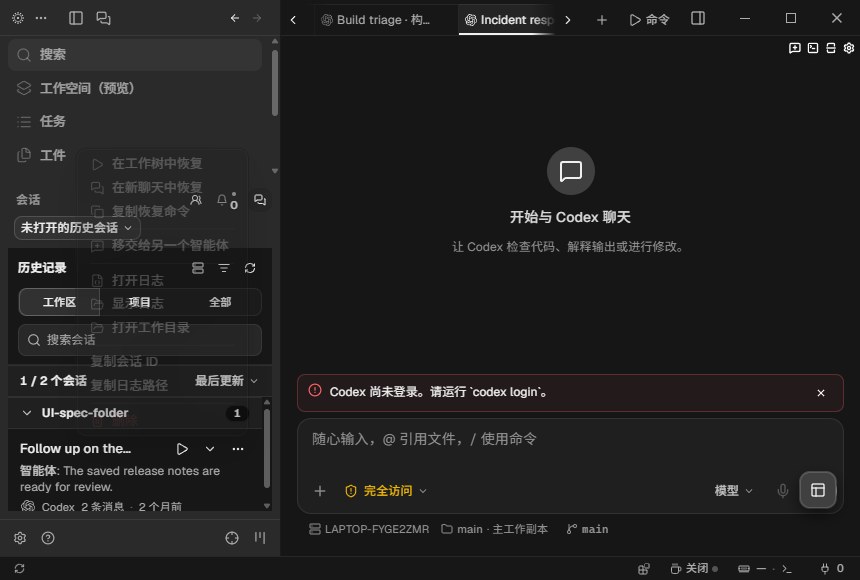 Build triage · 构...
Incident resp
命令
搜索
工作空间（预览）
任务
工件
在工作树中恢复
在新聊天中恢复
会话
0
复制恢复命令
未打开的历史会话
移交给另一个智能体
历史记录
打开日志
工作区
项目
全部
显示日志
打开工作目录
搜索会话
复制会话 ID
1 / 2 个会话
最后更新
复制日志路径
UI-spec-folder
1
删除
Follow up on the...
智能体: The saved release notes are
ready for review.
Codex 2 条消息 · 2 个月前
开始与 Codex 聊天
让 Codex 检查代码、解释输出或进行修改。
Codex 尚未登录。请运行 `codex login`。
随心输入，@ 引用文件，/ 使用命令
完全访问
模型
LAPTOP-FYGE2ZMR
main · 主工作副本
main
关闭
— ·
0